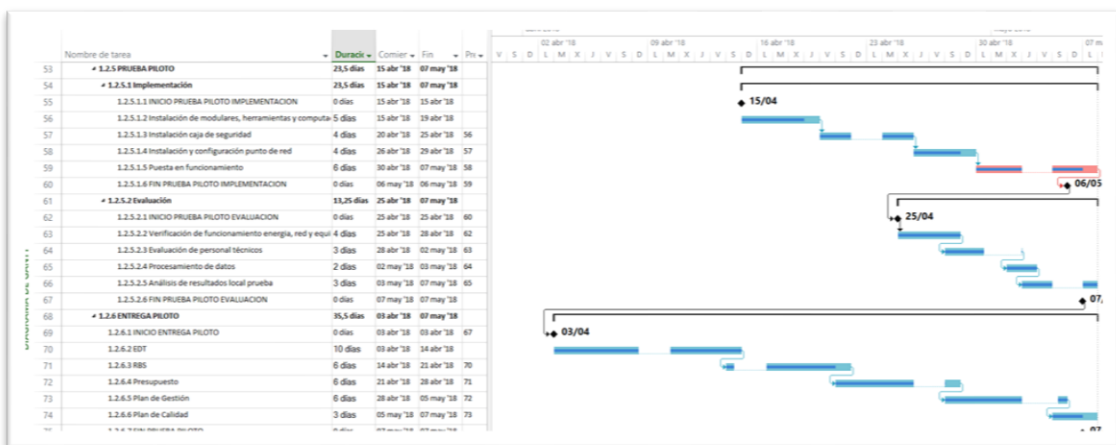 02 abr '18 09 abr '18 16 abr '18 23 abr '18 30 abr '18 07 m
Nombre de tarea Durack Comier Fin Pre V S D L M X J V S D L M X J V S D L M X J V S D L M X J V S D L M X J V S D L M
53 1.2.5 PRUEBA PILOTO 23,5 días 15 abr '18 07 may '18
54 1.2.5.1 Implementación 23,5 días 15 abr '18 07 may '18
55 1.2.5.1.1 INICIO PRUEBA PILOTO IMPLEMENTACION 0 días 15 abr '18 15 abr '18 15/04
56 1.2.5.1.2 Instalación de modulares, herramientas y computa 5 días 15 abr '18 19 abr '18
57 1.2.5.1.3 Instalación caja de seguridad 4 días 20 abr '18 25 abr '18 56
58 1.2.5.1.4 Instalación y configuración punto de red 4 días 26 abr '18 29 abr '18 57
59 1.2.5.1.5 Puesta en funcionamiento 6 días 30 abr '18 07 may '18 58
60 1.2.5.1.6 FIN PRUEBA PILOTO IMPLEMENTACION 0 días 06 may '18 06 may '18 59 06/05
61 1.2.5.2 Evaluación 13,25 días 25 abr '18 07 may '18
62 1.2.5.2.1 INICIO PRUEBA PILOTO EVALUACION 0 días 25 abr '18 25 abr '18 60 25/04
63 1.2.5.2.2 Verificación de funcionamiento energia, red y equi 4 días 25 abr '18 28 abr '18 62
64 1.2.5.2.3 Evaluación de personal técnicos 3 días 28 abr '18 02 may '18 63
65 1.2.5.2.4 Procesamiento de datos 2 días 02 may '18 03 may '18 64
66 1.2.5.2.5 Análisis de resultados local prueba 3 días 03 may '18 07 may '18 65
67 1.2.5.2.6 FIN PRUEBA PILOTO EVALUACION 0 días 07 may '18 07 may '18 07,
68 1.2.6 ENTREGA PILOTO 35,5 días 03 abr '18 07 may '18
69 1.2.6.1 INICIO ENTREGA PILOTO 0 días 03 abr '18 03 abr '18 67 03/04
70 1.2.6.2 EDT 10 días 03 abr '18 14 abr '18
71 1.2.6.3 RBS 6 días 14 abr '18 21 abr '18 70
72 1.2.6.4 Presupuesto 6 días 21 abr '18 28 abr '18 71
73 1.2.6.5 Plan de Gestión 6 días 28 abr '18 05 may '18 72
74 1.2.6.6 Plan de Calidad 3 días 05 may '18 07 may '18 73